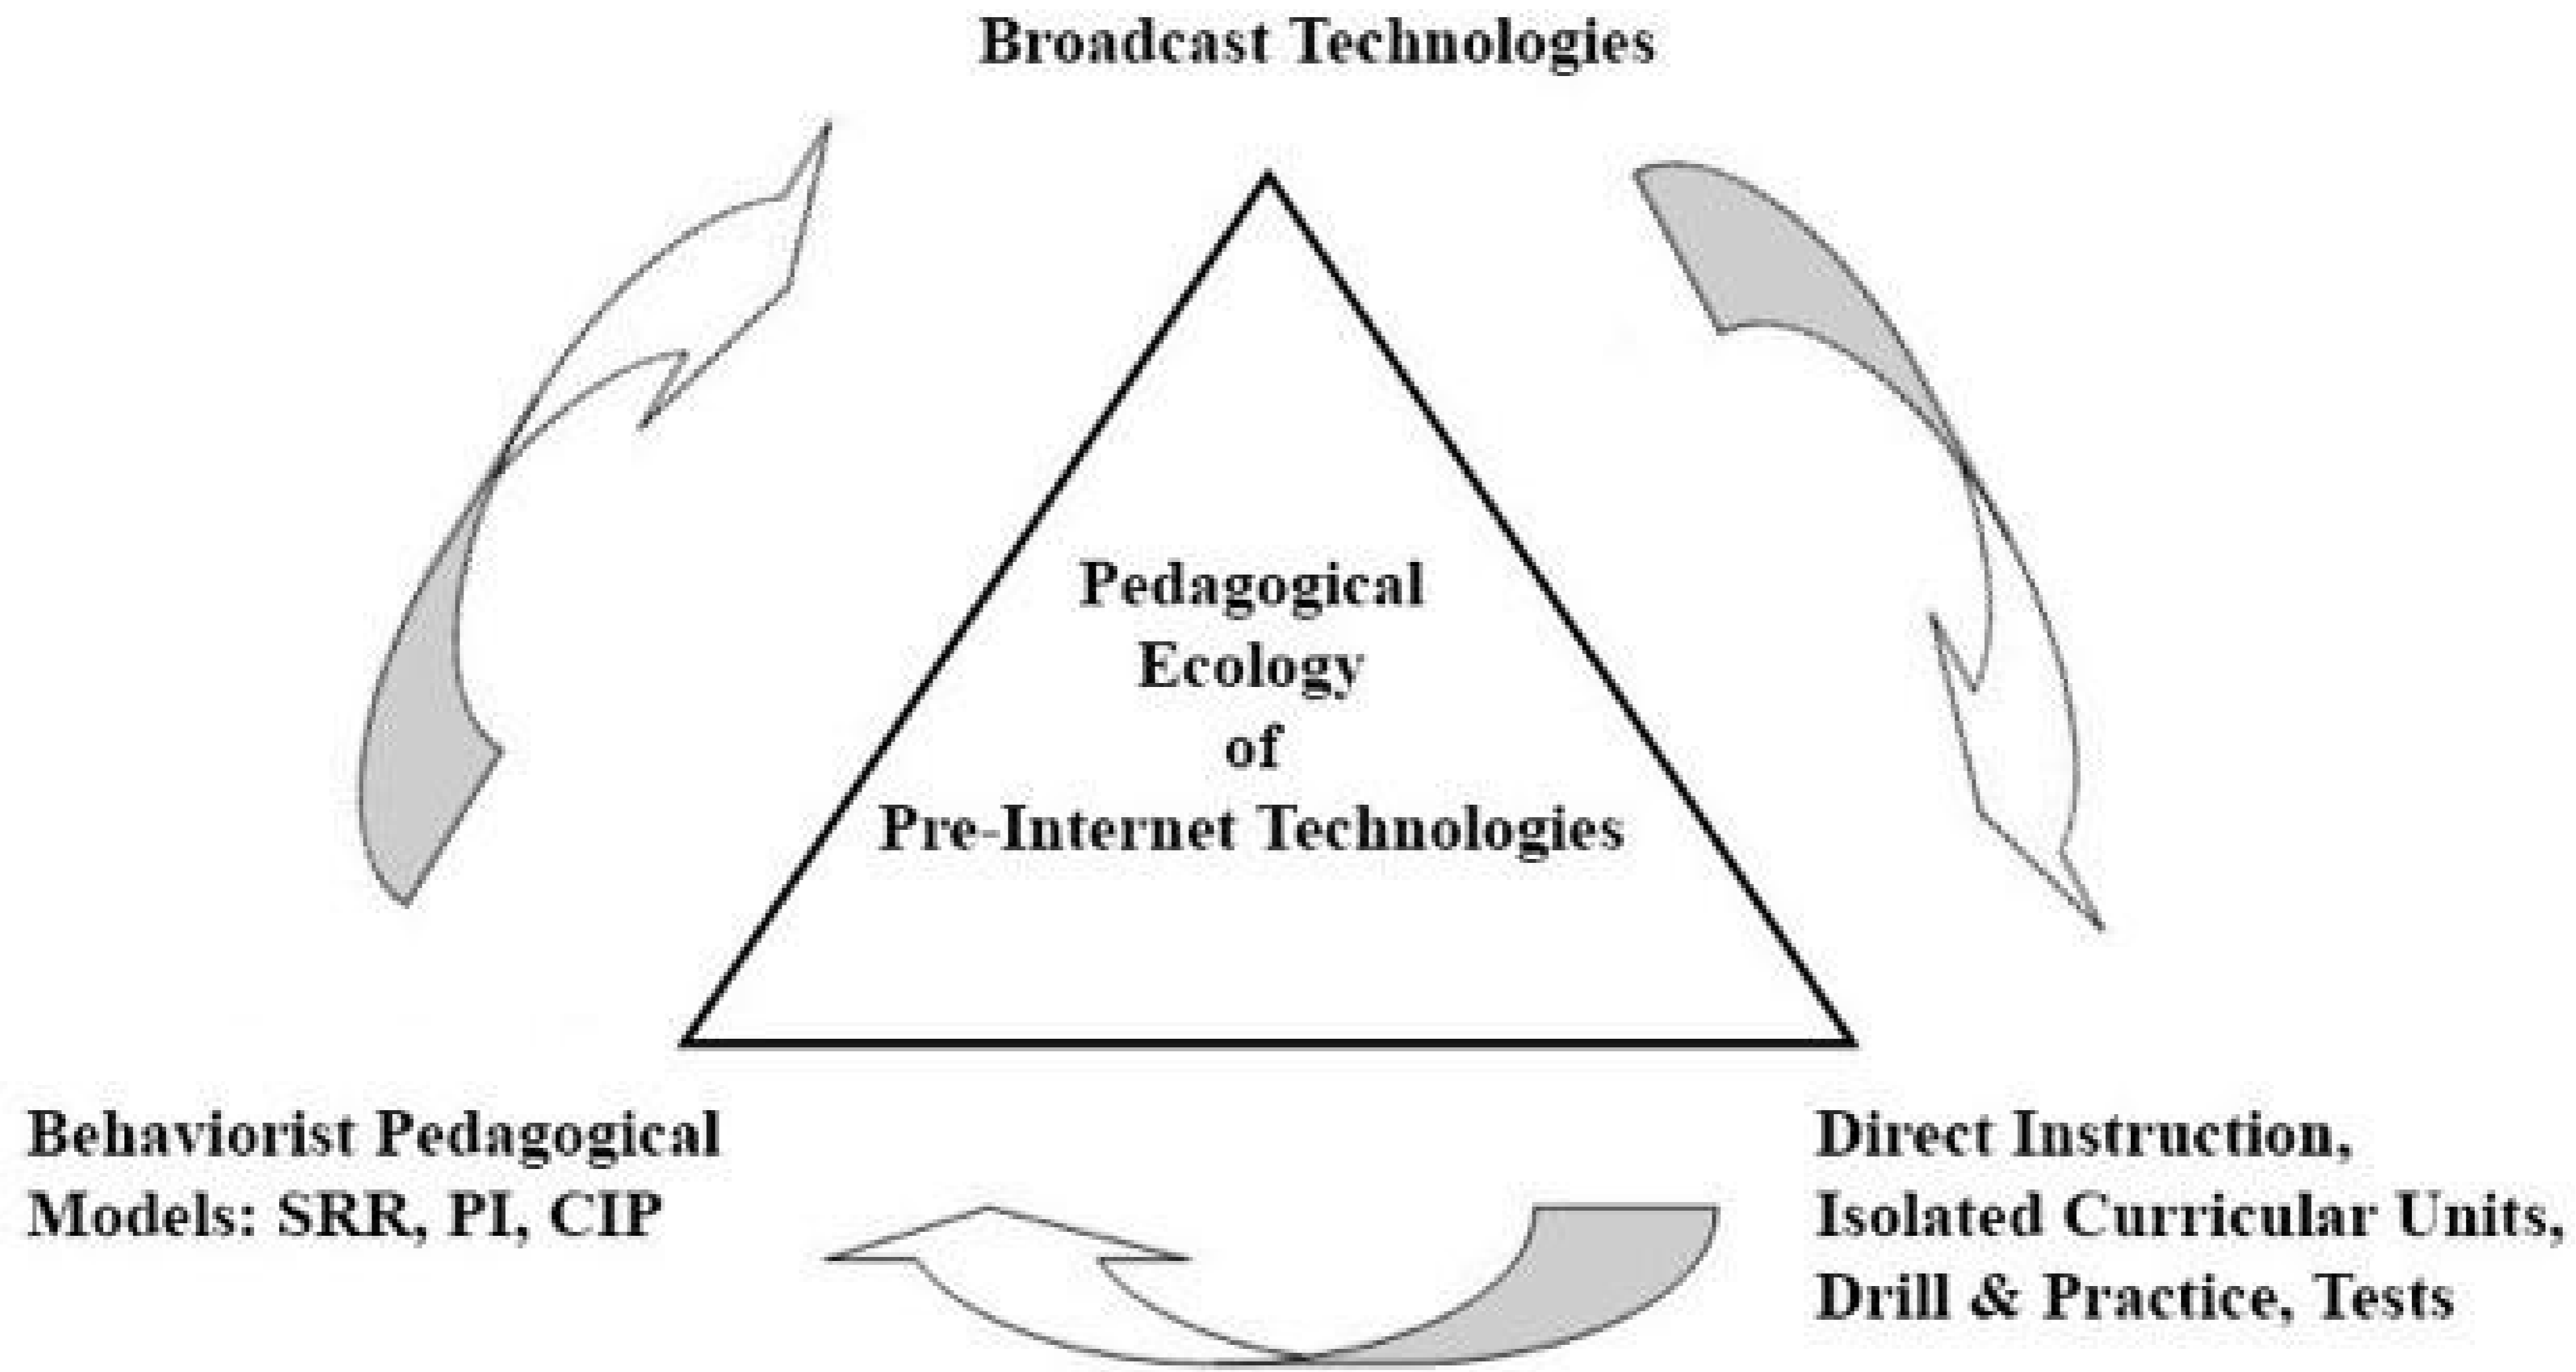 Broadcast Technologies
Pedagogical
Ecology
of
Pre-Internet Technologies
Behaviorist Pedagogical
Models: SRR, PI, CIP
Direct Instruction,
Isolated Curricular Units,
Drill & Practice, Tests